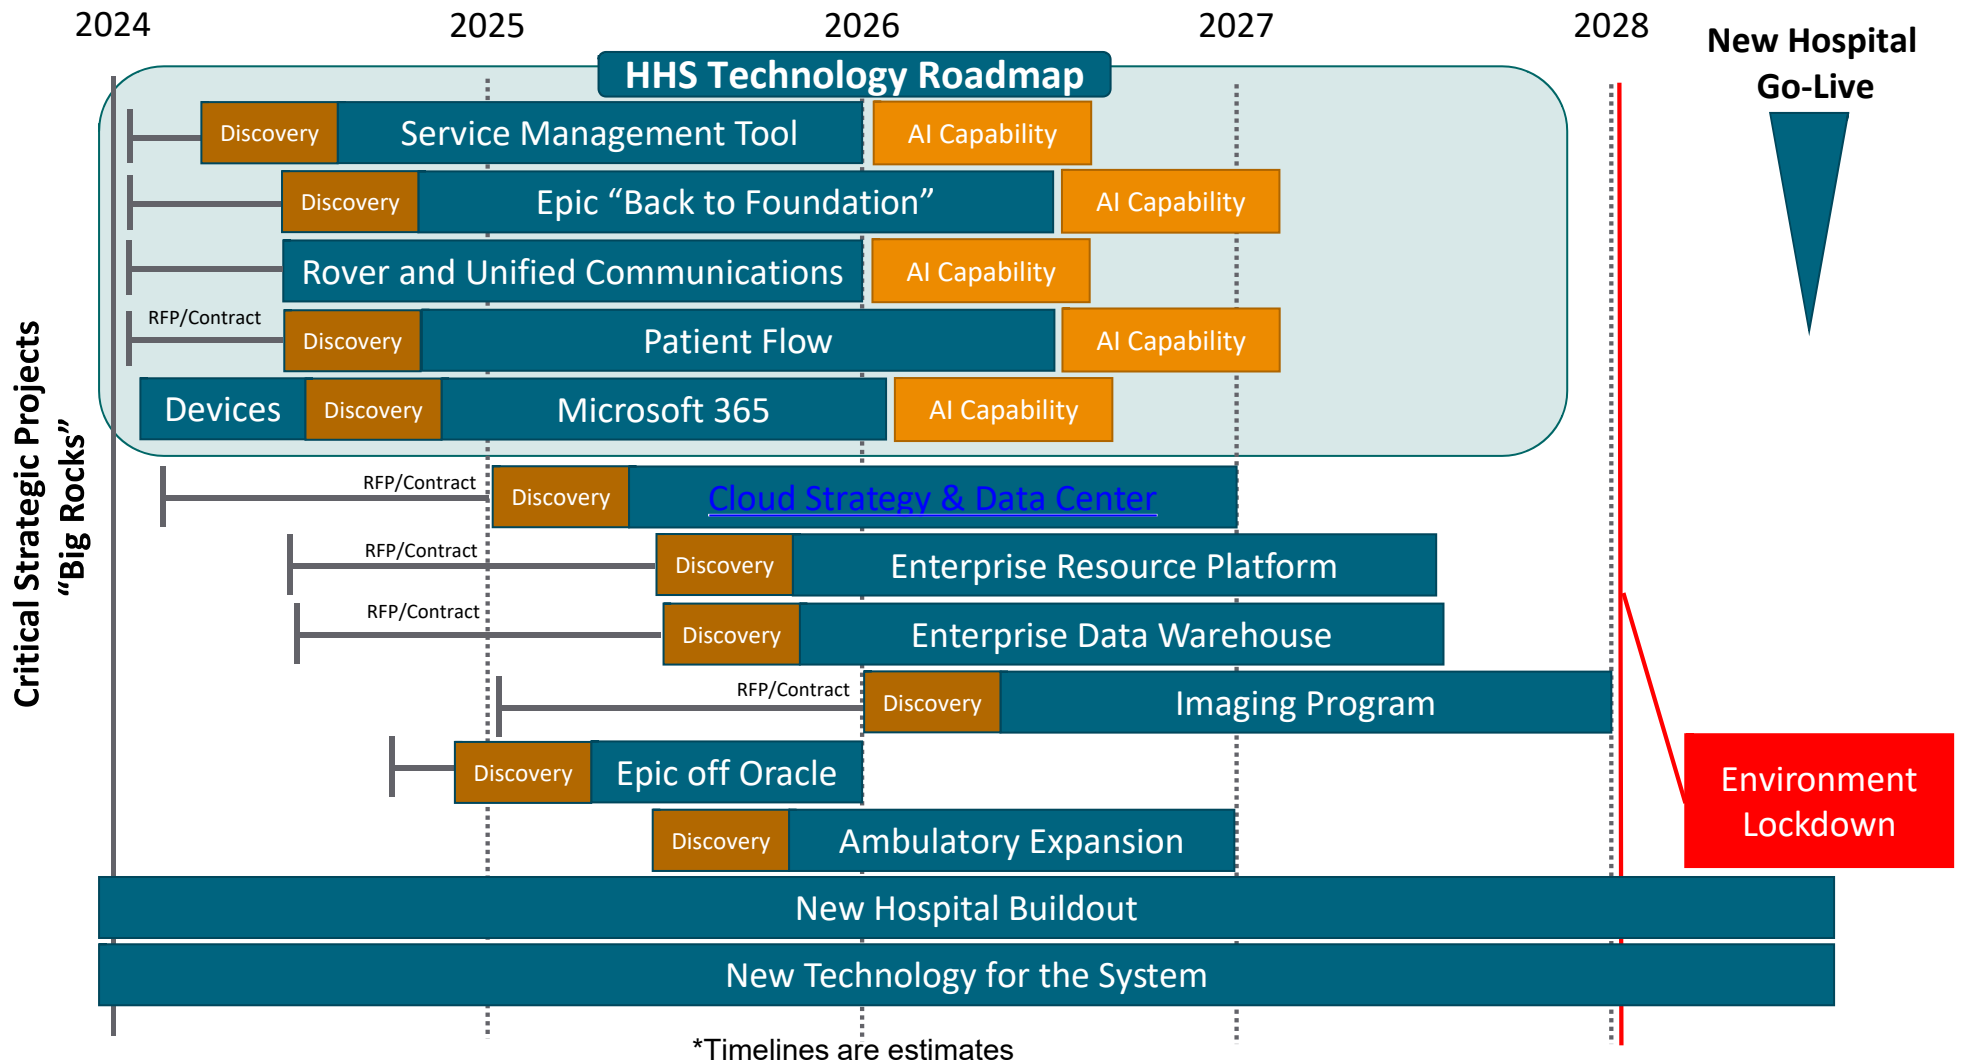 2024
2025
2026
2027
2028
New Hospital
Go-Live
HHS Technology Roadmap
Discovery
Service Management Tool
AI Capability
Discovery
Epic “Back to Foundation”
AI Capability
Rover and Unified Communications
AI Capability
RFP/Contract
Discovery
Patient Flow
AI Capability
Devices
Discovery
Microsoft 365
AI Capability
Critical Strategic Projects
“Big Rocks”
RFP/Contract
Discovery
Cloud Strategy & Data Center
RFP/Contract
Discovery
Enterprise Resource Platform
RFP/Contract
Discovery
Enterprise Data Warehouse
RFP/Contract
Discovery
Imaging Program
Discovery
Epic off Oracle
Environment
Lockdown
Discovery
Ambulatory Expansion
New Hospital Buildout
New Technology for the System
*Timelines are estimates